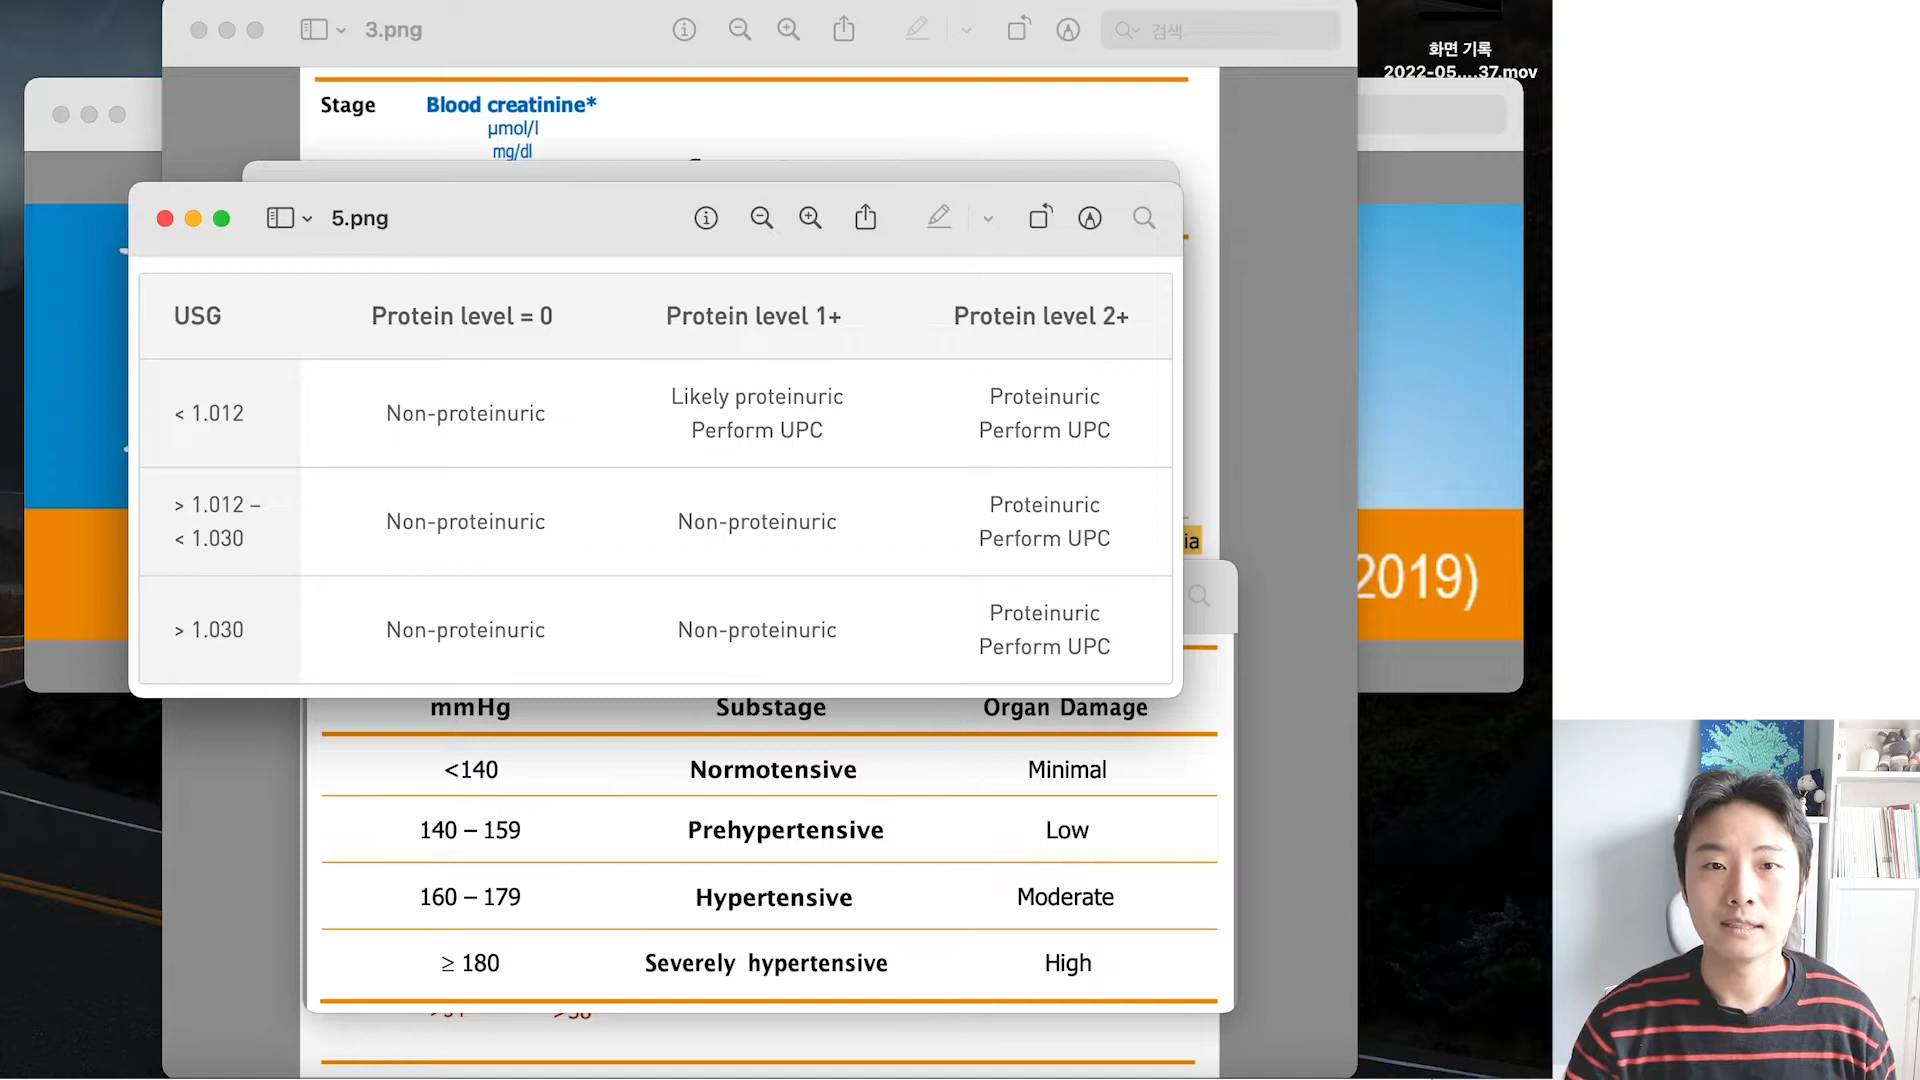 3.png
검색
화면 기록
2022-05....37.mov
Stage
Blood creatinine*
µmol/l
mg/dl
5.png
USG
Protein level = 0
Protein level 1+
Protein level 2+
< 1.012
Non-proteinuric
Likely proteinuric
Perform UPC
Proteinuric
Perform UPC
> 1.012 –
< 1.030
Non-proteinuric
Non-proteinuric
Proteinuric
Perform UPC
> 1.030
Non-proteinuric
Non-proteinuric
Proteinuric
Perform UPC
ia
2019)
mmHg
Substage
Organ Damage
<140
Normotensive
Minimal
140 – 159
Prehypertensive
Low
160 – 179
Hypertensive
Moderate
≥ 180
Severely hypertensive
High